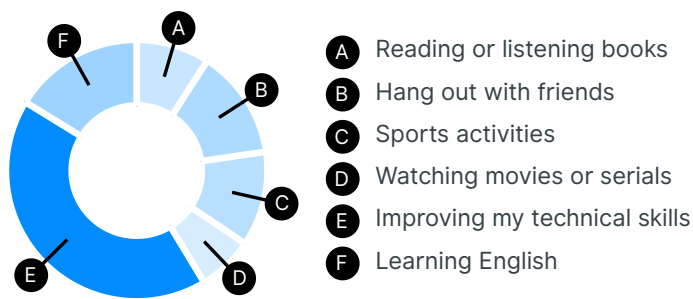 A
F
B
C
D
E
A Reading or listening books
B Hang out with friends
C Sports activities
D Watching movies or serials
E Improving my technical skills
F Learning English